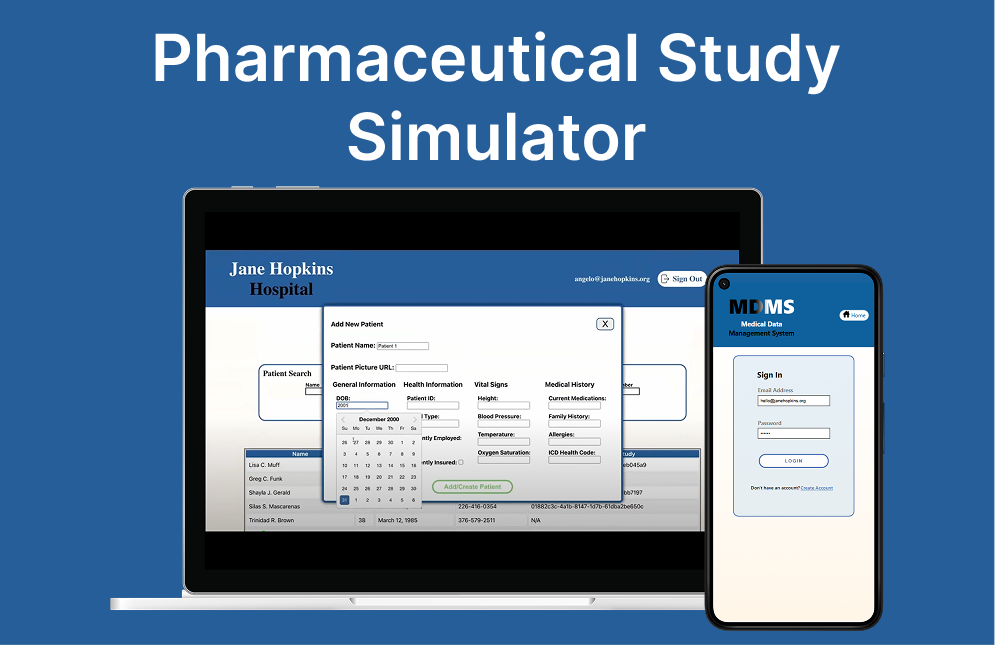 Pharmaceutical Study
Simulator
Jane Hopkins
Hospital
angelo@janehopkins.org
Sign Out
Add New Patient
X
Patient Name: Patient 1
Patient Picture URL:
General Information Health Information Vital Signs Medical History
DOB: Patient ID: Height: Current Medications:
2001
Type: Blood Pressure: Family History:
Temperature: Allergies:
Oxygen Saturation: ICD Health Code:
ntly Employed:
ntly Insured:
December 2000
Su Mo Tu We Th Fr Sa
26 27 28 29 30 1 2
3 4 5 6 7 8 9
10 11 12 13 14 15 16
17 18 19 20 21 22 23
24 25 26 27 28 29 30
31 1 2 3 4 5 6
Add/Create Patient
Patient Search
Name
Name
Lisa C. Muff
Greg C. Funk
Shayla J. Gerald
Silas S. Mascarenas 226-416-0354 01882c3c-4a1b-8147-1d7b-61dba2be650c
Trinidad R. Brown 38 March 12, 1985 376-579-2511 N/A
MDMS
Medical Data
Management System
Home
Sign In
Email Address
hello@janehopkins.org
Password
LOGIN
Don't have an account? Create Account